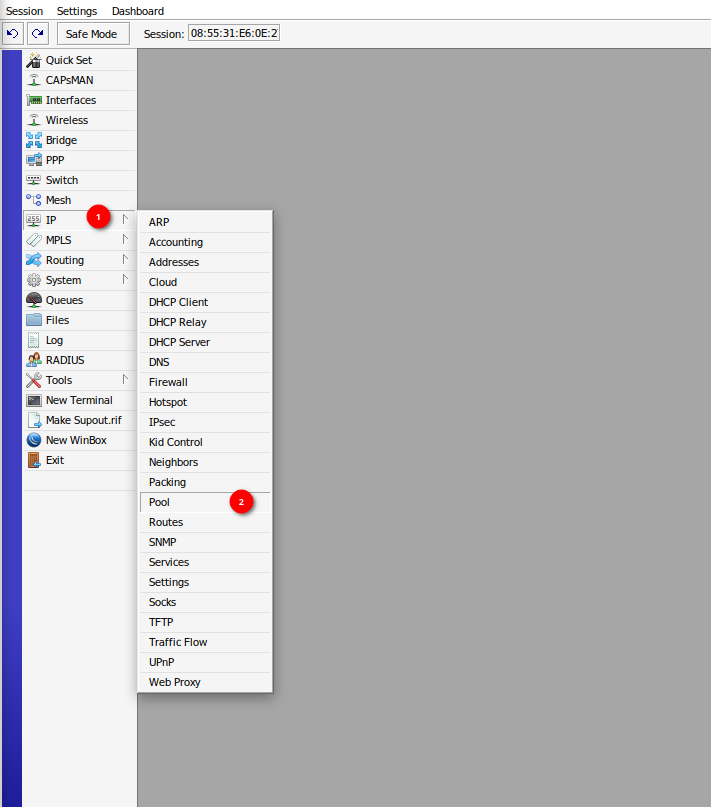 Session Settings Dashboard
Safe Mode Session: 08:55:31:E6:0E:2
Quick Set
CAPsMAN
Interfaces
Wireless
Bridge
PPP
Switch
Mesh
IP 1
MPLS
Routing
System
Queues
Files
Log
RADIUS
Tools
New Terminal
Make Supout.rif
New WinBox
Exit
ARP
Accounting
Addresses
Cloud
DHCP Client
DHCP Relay
DHCP Server
DNS
Firewall
Hotspot
IPsec
Kid Control
Neighbors
Packing
Pool 2
Routes
SNMP
Services
Settings
Socks
TFTP
Traffic Flow
UPnP
Web Proxy